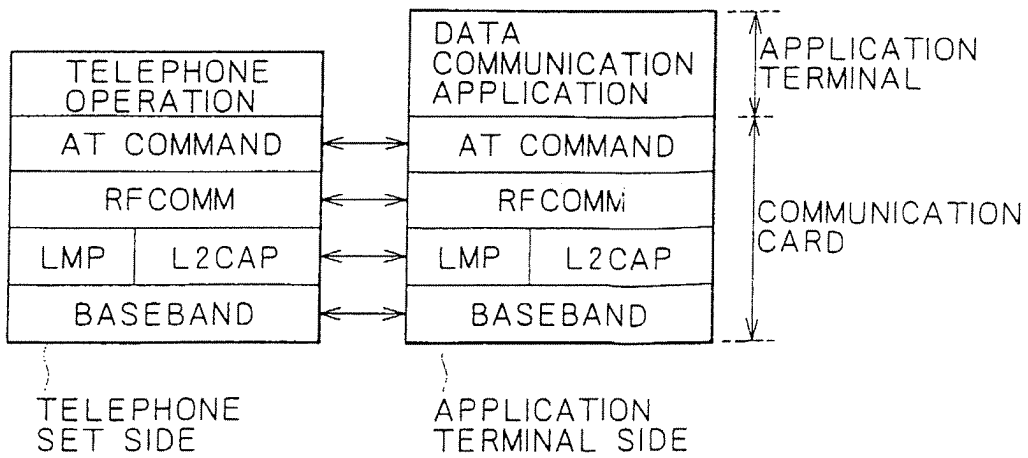 TELEPHONE
OPERATION
AT COMMAND
RFCOMM
LMP
L2CAP
BASEBAND
TELEPHONE
SET SIDE
DATA
COMMUNICATION
APPLICATION
AT COMMAND
RFCOMM
LMP
L2CAP
BASEBAND
APPLICATION
TERMINAL SIDE
APPLICATION
TERMINAL
COMMUNICATION
CARD